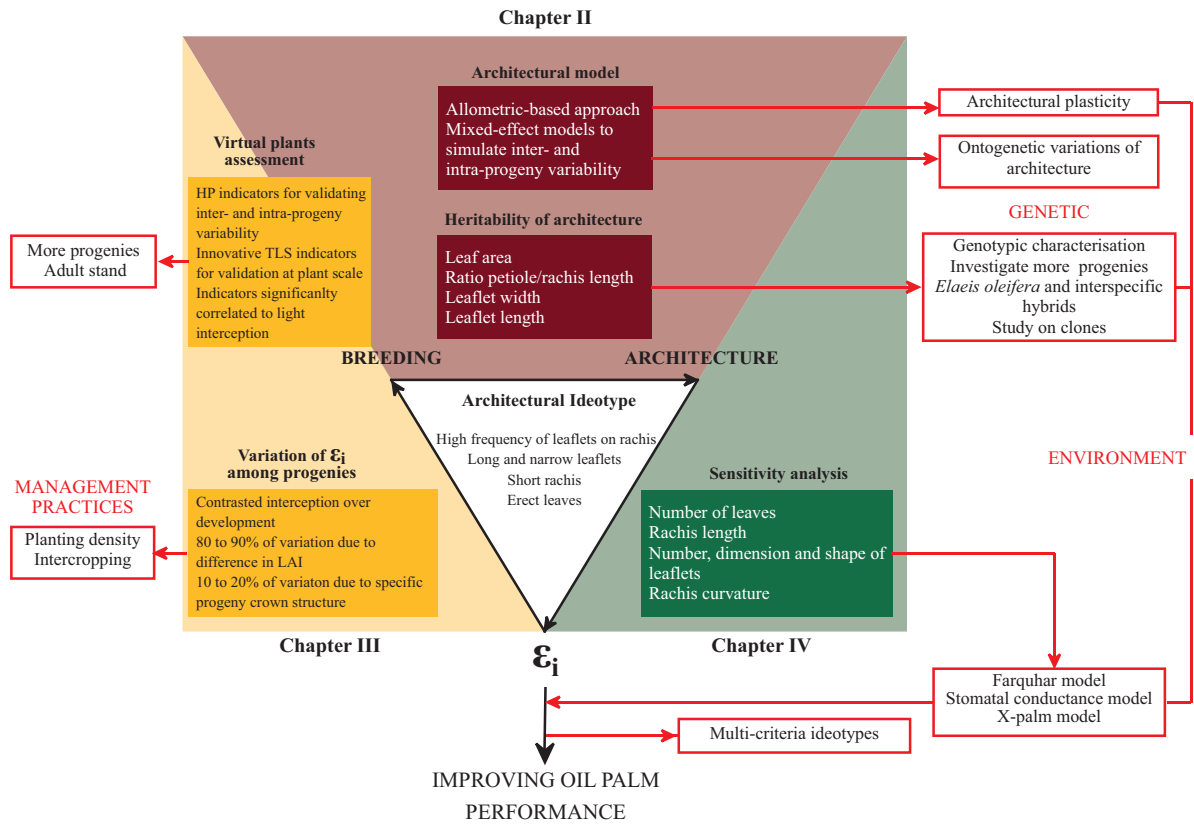 Chapter II
Architectural model
Allometric-based approach
Mixed-effect models to
simulate inter- and
intra-progeny variability
Architectural plasticity
Ontogenetic variations of
architecture
Virtual plants
assessment
HP indicators for validating
inter- and intra-progeny
variability
Innovative TLS indicators
for validation at plant scale
Indicators significanlty
correlated to light
interception
More progenies
Adult stand
Heritability of architecture
Leaf area
Ratio petiole/rachis length
Leaflet width
Leaflet length
GENETIC
Genotypic characterisation
Investigate more progenies
Elaeis oleifera and interspecific
hybrids
Study on clones
BREEDING
ARCHITECTURE
Architectural Ideotype
High frequency of leaflets on rachis
Long and narrow leaflets
Short rachis
Erect leaves
Variation of εi
among progenies
Contrasted interception over
development
80 to 90% of variation due to
difference in LAI
10 to 20% of variaton due to specific
progeny crown structure
MANAGEMENT
PRACTICES
Planting density
Intercropping
Sensitivity analysis
Number of leaves
Rachis length
Number, dimension and shape of
leaflets
Rachis curvature
ENVIRONMENT
Chapter III
εi
Chapter IV
Farquhar model
Stomatal conductance model
X-palm model
Multi-criteria ideotypes
IMPROVING OIL PALM
PERFORMANCE